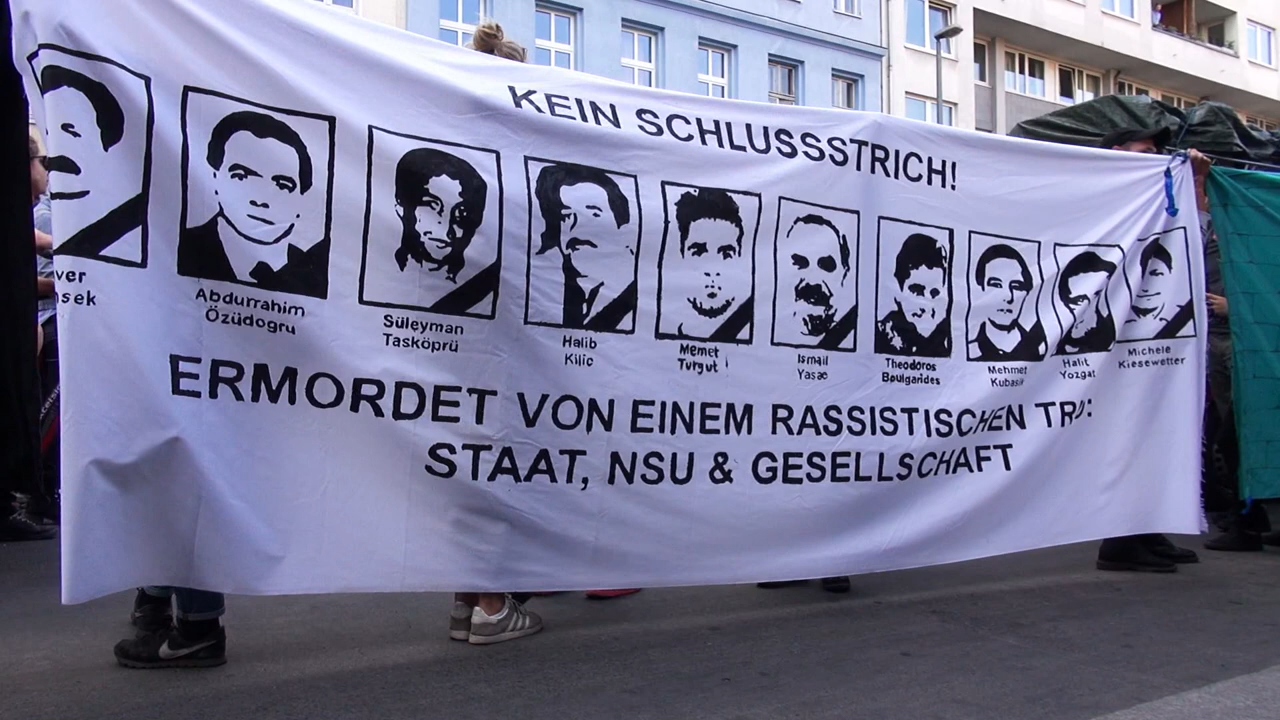 KEIN SCHLUSSSTRICH!
Abdurrahim
Özüdogru
Süleyman
Tasköprü
Halib
Kilic
Memet
Turgut
Ismail
Yasae
Theodoros
Boulgarides
Mehmet
Kubasik
Halit
Yozgat
Michele
Kiesewetter
ERMORDET VON EINEM RASSISTISCHEN
STAAT, NSU & GESELLSCHAFT